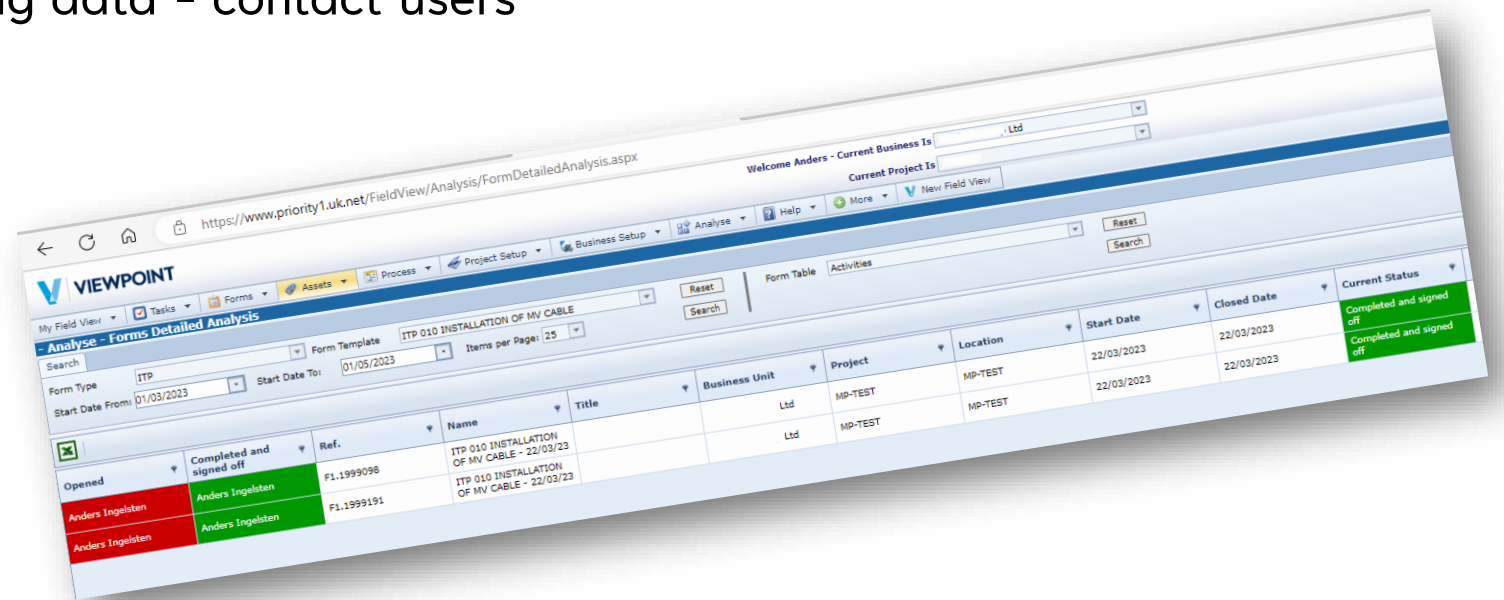 data - contact users
https://www.priority1.uk.net/FieldView/Analysis/FormDetailedAnalysis.aspx
VIEWPOINT
Welcome Anders - Current Business Is Ltd
Current Project Is
My Field View Tasks Forms Assets Process Project Setup Business Setup Analyse Help More New Field View
- Analyse - Forms Detailed Analysis
Search
Form Type ITP Form Template ITP 010 INSTALLATION OF MV CABLE Reset Form Table Activities Reset
Start Date From: 01/03/2023 Start Date To: 01/05/2023 Items per Page: 25 Search Search
Opened Completed and signed off Ref. Name Title Business Unit Project Location Start Date Closed Date Current Status
Anders Ingelsten Anders Ingelsten F1.1999098 ITP 010 INSTALLATION OF MV CABLE - 22/03/23 Ltd MP-TEST MP-TEST 22/03/2023 22/03/2023 Completed and signed off
Anders Ingelsten Anders Ingelsten F1.1999191 ITP 010 INSTALLATION OF MV CABLE - 22/03/23 Ltd MP-TEST MP-TEST 22/03/2023 22/03/2023 Completed and signed off